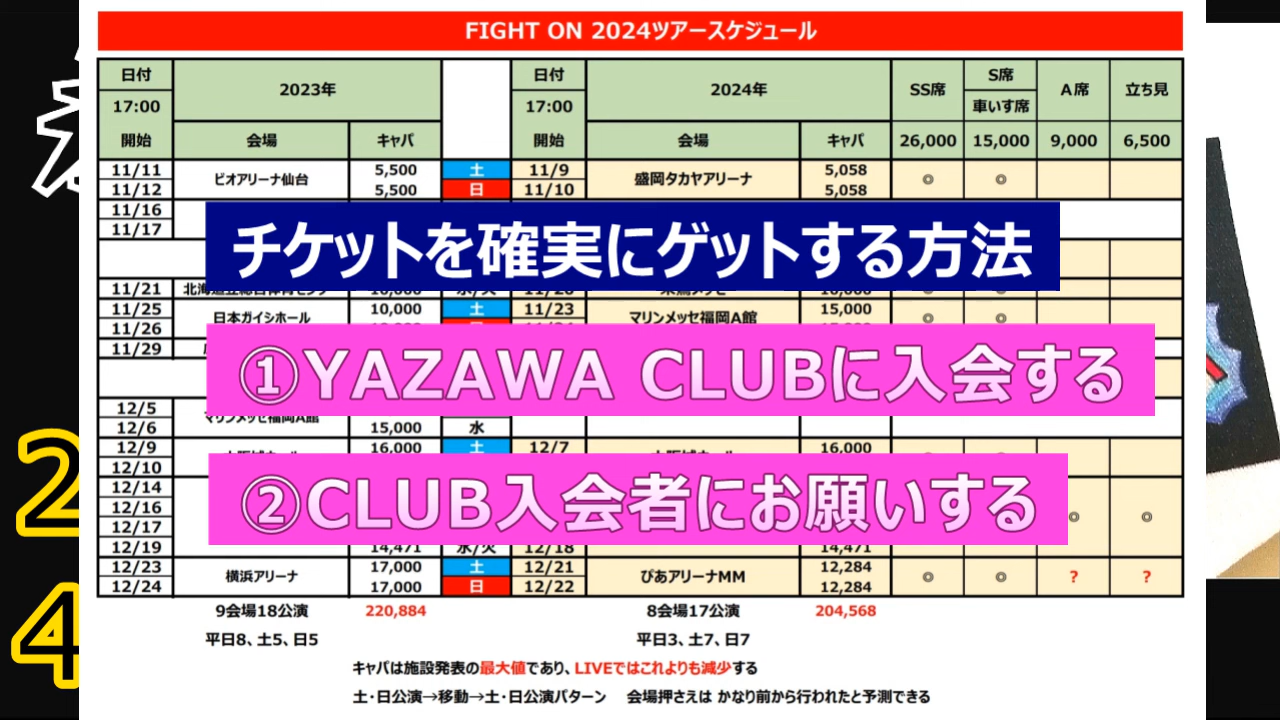 FIGHT ON 2024ツアースケジュール
日付 2023年 日付 2024年 SS席 S席 A席 立ち見
17:00 17:00 車いす席
開始 会場 キャパ 開始 会場 キャパ 26,000 15,000 9,000 6,500
11/11 ビオアリーナ仙台 5,500 土 11/9 盛岡タカヤアリーナ 5,058 ◎ ◎
11/12 5,500 日 11/10 5,058
11/16
11/17
チケットを確実にゲットする方法
11/21
11/25 日本ガイシホール 10,000 土 11/23 マリンメッセ福岡A館 15,000 ◎ ◎
11/26
11/29
①YAZAWA CLUBに入会する
12/5 マリンメッセ福岡A館
12/6 15,000 水
12/9 16,000 土 12/7 16,000
12/10
②CLUB入会者にお願いする
12/14
12/16 ◎ ◎
12/17
12/19 14,471 水/火 12/18 14,471
12/23 横浜アリーナ 17,000 土 12/21 ぴあアリーナMM 12,284 ◎ ◎ ? ?
12/24 17,000 日 12/22 12,284
9会場18公演 220,884 8会場17公演 204,568
平日8、土5、日5 平日3、土7、日7
キャパは施設発表の最大値であり、LIVEではこれよりも減少する
土・日公演→移動→土・日公演パターン 会場押さえは かなり前から行われたと予測できる
2
4